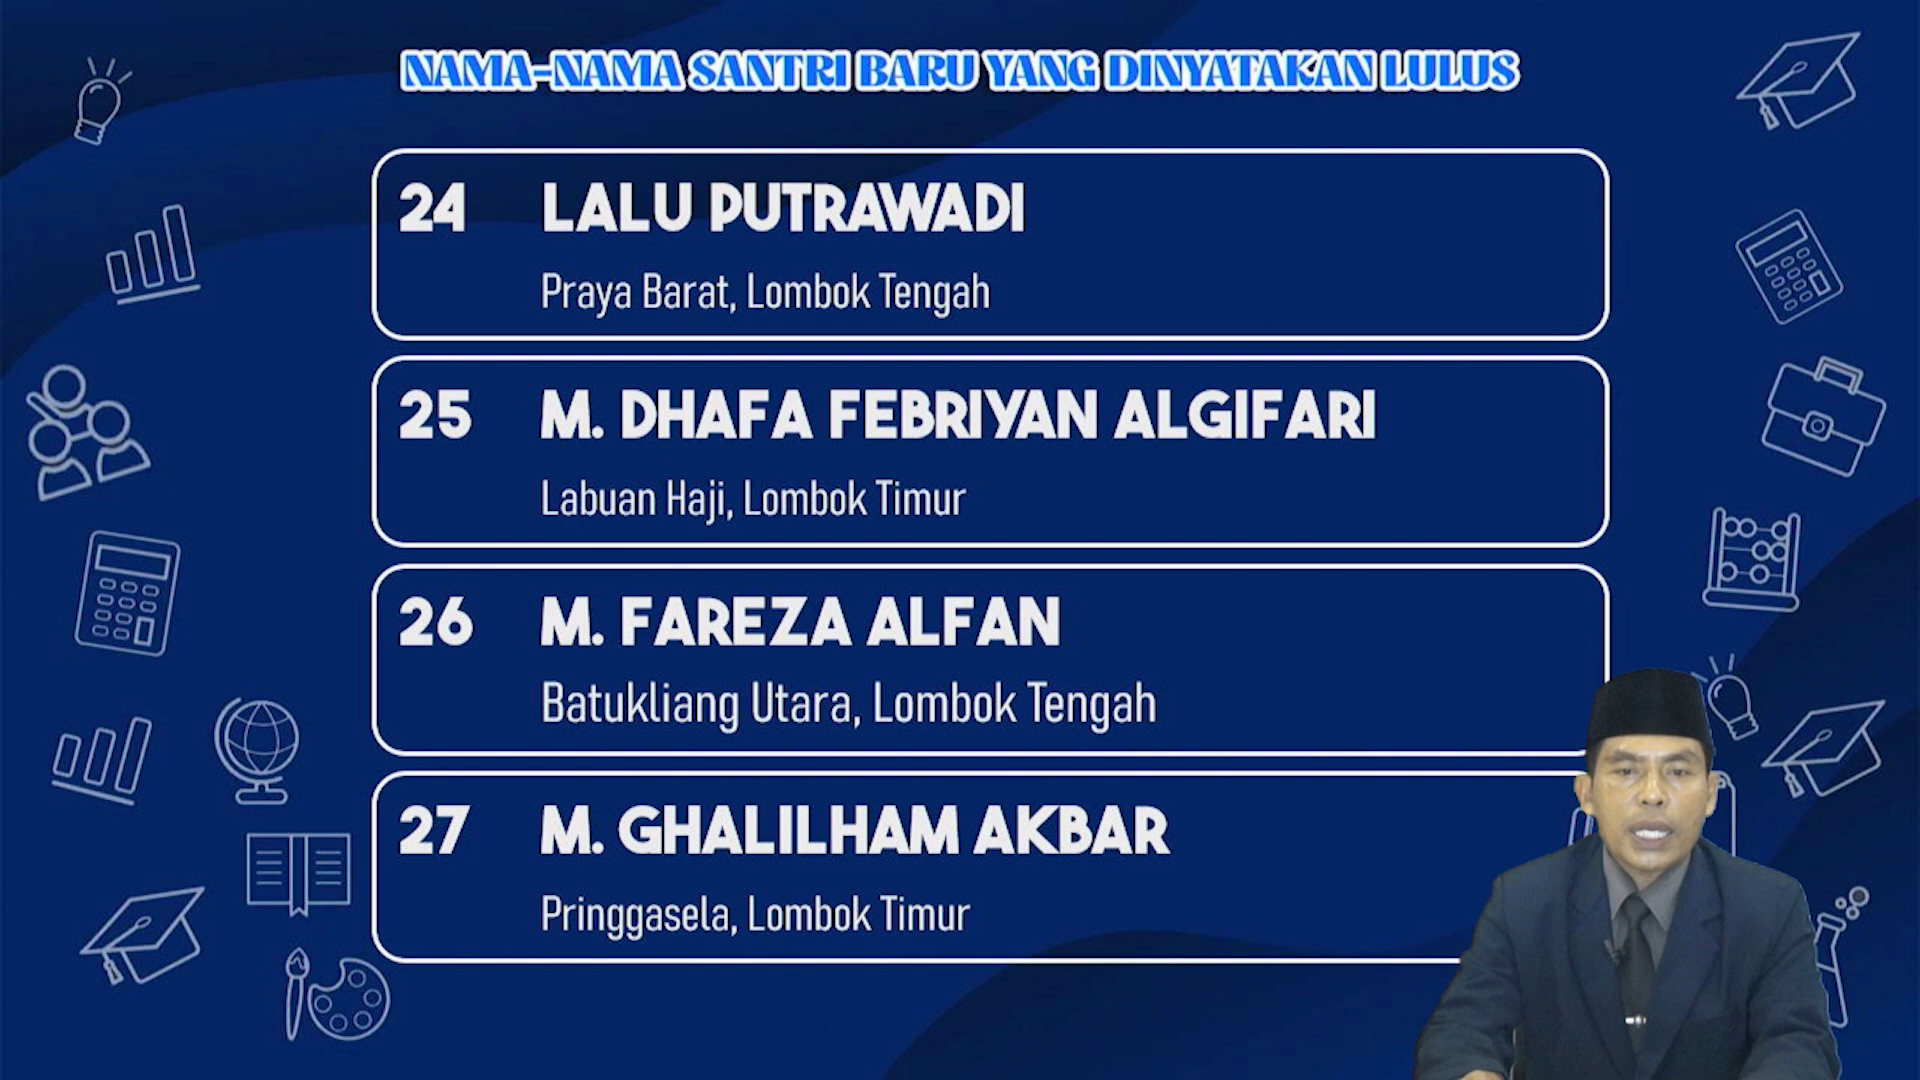 NAMA-NAMA SANTRI BARU YANG DINYATAKAN LULUS
24 LALU PUTRAWADI
Praya Barat, Lombok Tengah
25 M. DHAFA FEBRIYAN ALGIFARI
Labuan Haji, Lombok Timur
26 M. FAREZA ALFAN
Batukliang Utara, Lombok Tengah
27 M. GHALILHAM AKBAR
Pringgasela, Lombok Timur